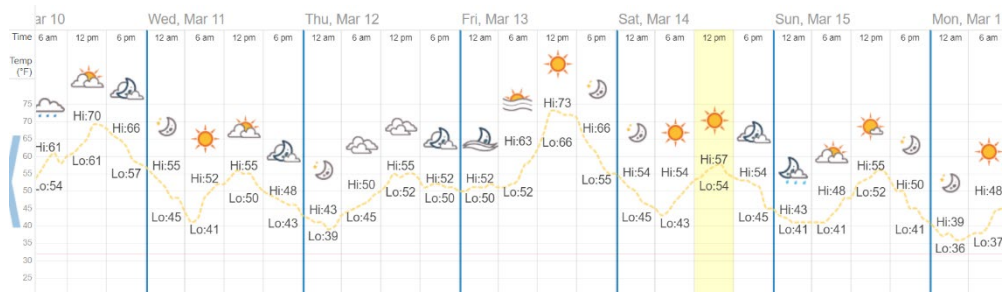 ar 10 Wed, Mar 11 Thu, Mar 12 Fri, Mar 13 Sat, Mar 14 Sun, Mar 15 Mon, Mar 1
Time 6 am 12 pm 6 pm 12 am 6 am 12 pm 6 pm 12 am 6 am 12 pm 6 pm 12 am 6 am 12 pm 6 pm 12 am 6 am 12 pm 6 pm 12 am 6 am 12 pm 6 pm 12 am 6 am
Temp
(°F)
75
70
65
60
55
50
45
40
35
30
25
Hi:61 Hi:70 Hi:66 Hi:55 Hi:52 Hi:55 Hi:48 Hi:43 Hi:50 Hi:55 Hi:52 Hi:52 Hi:63 Hi:73 Hi:66 Hi:54 Hi:54 Hi:57 Hi:54 Hi:43 Hi:48 Hi:55 Hi:50 Hi:39 Hi:48
Lo:54 Lo:61 Lo:57 Lo:45 Lo:41 Lo:50 Lo:43 Lo:39 Lo:45 Lo:52 Lo:50 Lo:50 Lo:52 Lo:66 Lo:55 Lo:45 Lo:43 Lo:54 Lo:45 Lo:41 Lo:41 Lo:52 Lo:41 Lo:36 Lo:37